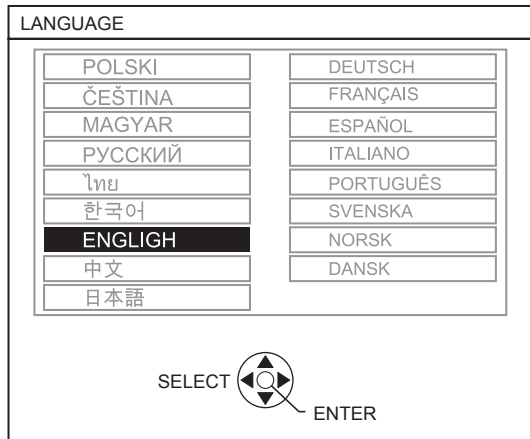 LANGUAGE
POLSKI
ČEŠTINA
MAGYAR
РУССКИЙ
ไทย
한국어
ENGLIGH
中文
日本語
DEUTSCH
FRANÇAIS
ESPAÑOL
ITALIANO
PORTUGUÊS
SVENSKA
NORSK
DANSK
SELECT
ENTER